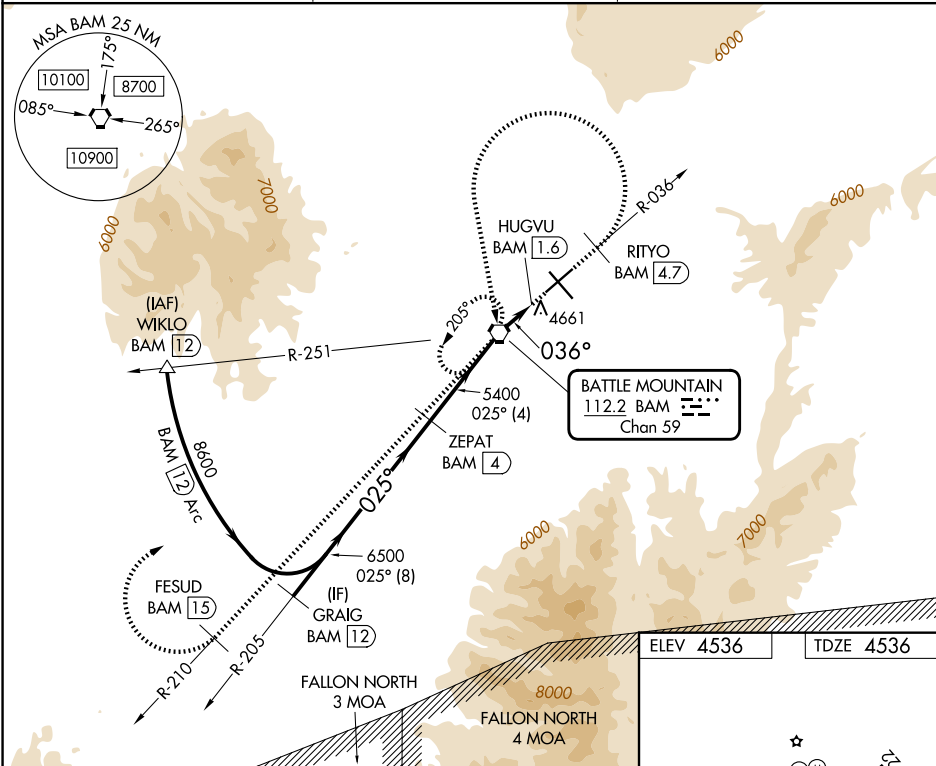 MSA BAM 25 NM
175°
10100
8700
085°
265°
10900
6000
7000
6000
6000
R-036
HUGVU
BAM 1.6
RITYO
BAM 4.7
(IAF)
WIKLO
BAM 12
R-251
205°
4661
036°
BATTLE MOUNTAIN
112.2 BAM
Chan 59
5400
025° (4)
ZEPAT
BAM 4
8600
BAM 12 Arc
025°
6500
025° (8)
6000
7000
FESUD
BAM 15
(IF)
GRAIG
BAM 12
R-210
R-205
FALLON NORTH
3 MOA
8000
FALLON NORTH
4 MOA
ELEV 4536
TDZE 4536
22